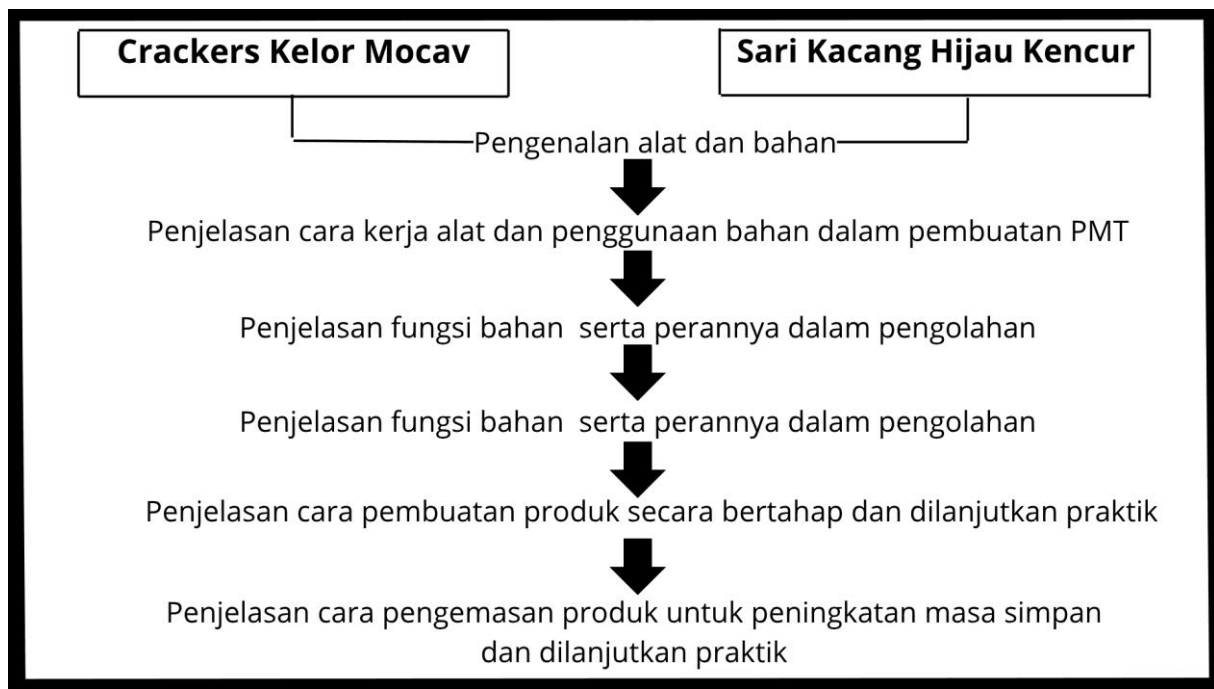 Crackers Kelor Mocav
Sari Kacang Hijau Kencur
Pengenalan alat dan bahan
Penjelasan cara kerja alat dan penggunaan bahan dalam pembuatan PMT
Penjelasan fungsi bahan serta perannya dalam pengolahan
Penjelasan fungsi bahan serta perannya dalam pengolahan
Penjelasan cara pembuatan produk secara bertahap dan dilanjutkan praktik
Penjelasan cara pengemasan produk untuk peningkatan masa simpan
dan dilanjutkan praktik